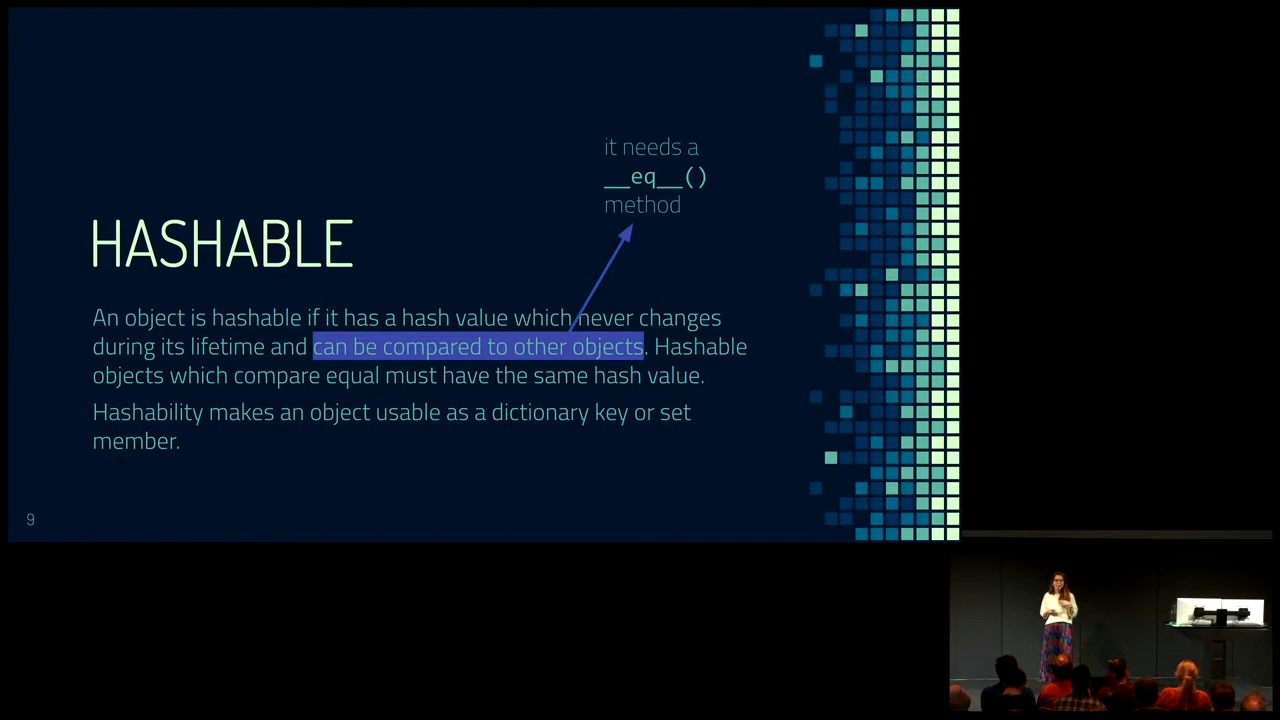 it needs a
__eq__()
method
HASHABLE
An object is hashable if it has a hash value which never changes
during its lifetime and can be compared to other objects. Hashable
objects which compare equal must have the same hash value.
Hashability makes an object usable as a dictionary key or set
member.
9